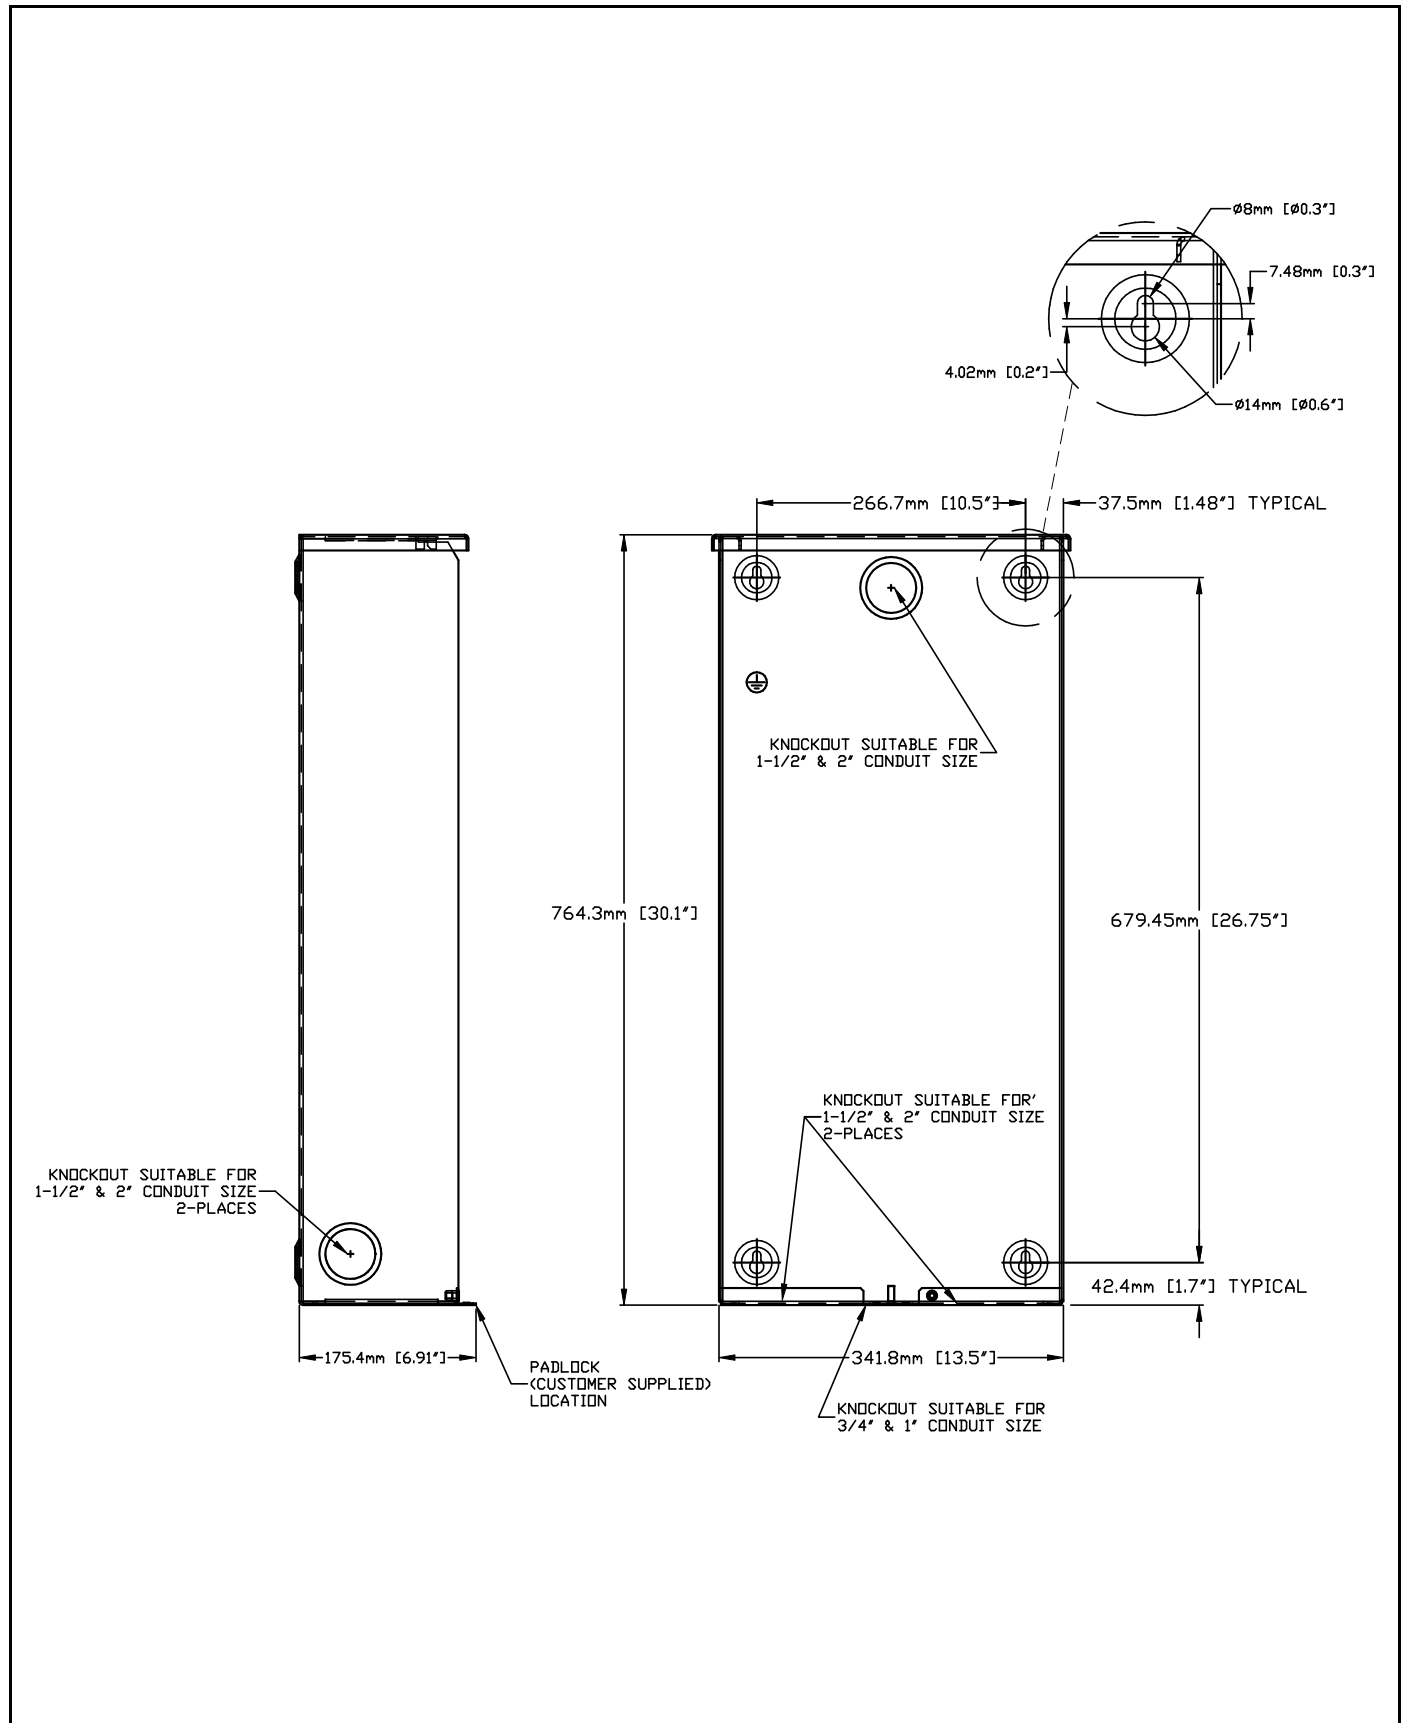 ø8mm [ø0.3"]
7.48mm [0.3"]
4.02mm [0.2"]
ø14mm [ø0.6"]
266.7mm [10.5"]
37.5mm [1.48"] TYPICAL
KNOCKOUT SUITABLE FOR
1-1/2" & 2" CONDUIT SIZE
764.3mm [30.1"]
679.45mm [26.75"]
KNOCKOUT SUITABLE FOR'
1-1/2" & 2" CONDUIT SIZE
2-PLACES
KNOCKOUT SUITABLE FOR
1-1/2" & 2" CONDUIT SIZE
2-PLACES
42.4mm [1.7"] TYPICAL
175.4mm [6.91"]
341.8mm [13.5"]
PADLOCK
(CUSTOMER SUPPLIED)
LOCATION
KNOCKOUT SUITABLE FOR
3/4" & 1" CONDUIT SIZE